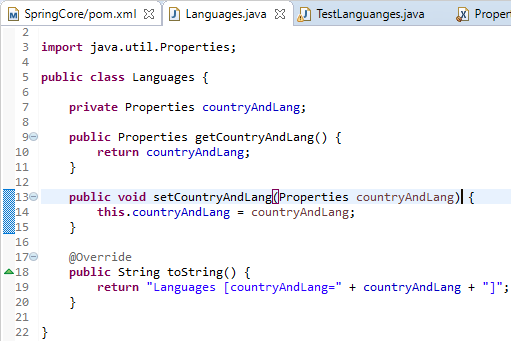 SpringCore/pom.xml Languages.java TestLanguanges.java Proper
2
3 import java.util.Properties;
4
5 public class Languages {
6
7 private Properties countryAndLang;
8
9 public Properties getCountryAndLang() {
10 return countryAndLang;
11 }
12
13 public void setCountryAndLang(Properties countryAndLang) {
14 this.countryAndLang = countryAndLang;
15 }
16
17 @Override
18 public String toString() {
19 return "Languages [countryAndLang=" + countryAndLang + "]";
20 }
21
22 }